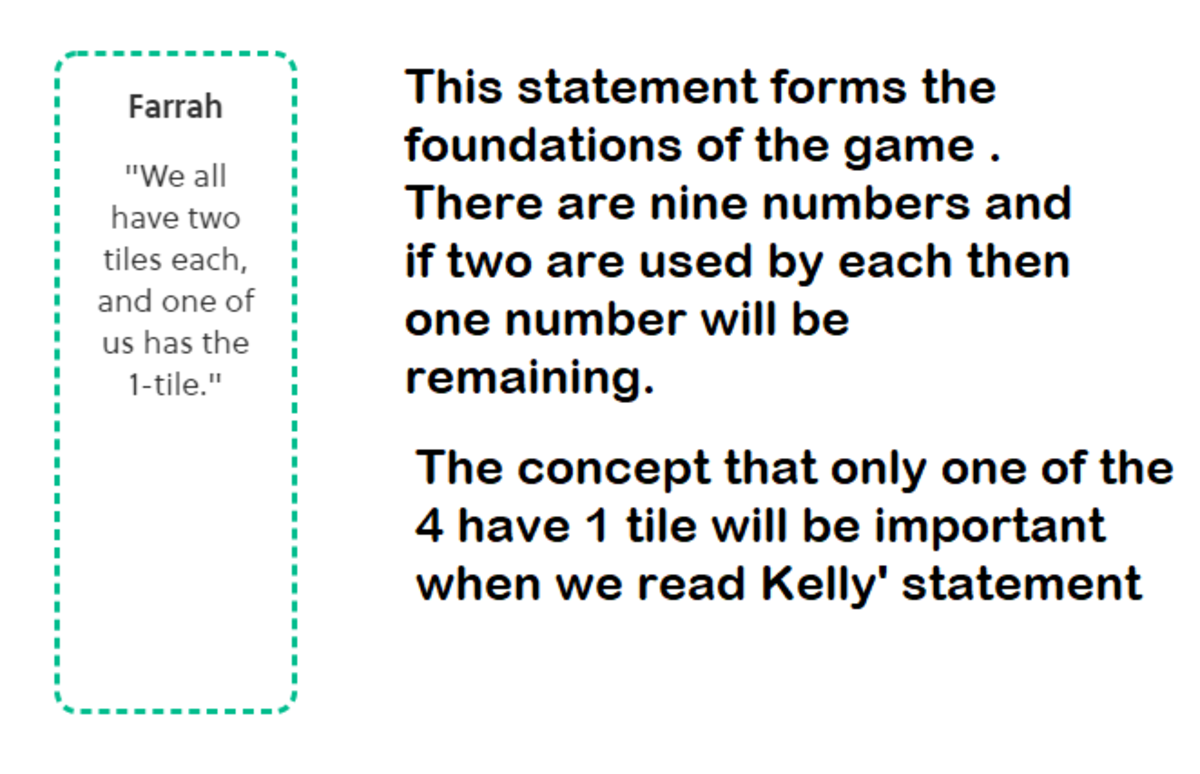 Farrah
"We all
have two
tiles each,
and one of
us has the
1-tile."
This statement forms the
foundations of the game .
There are nine numbers and
if two are used by each then
one number will be
remaining.
The concept that only one of the
4 have 1 tile will be important
when we read Kelly' statement